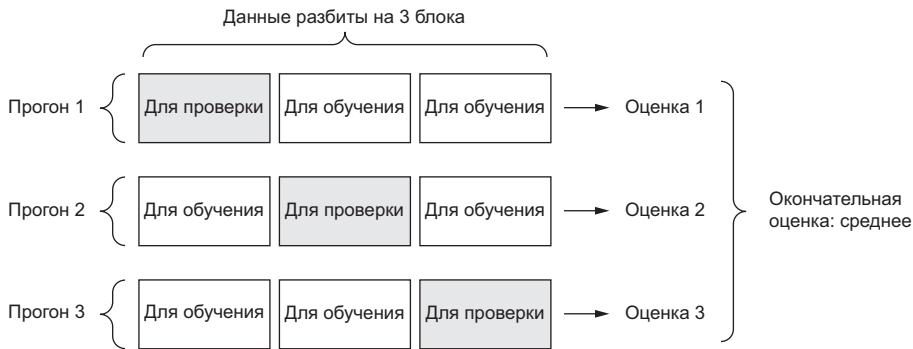 Данные разбиты на 3 блока
Прогон 1 Для проверки Для обучения Для обучения Оценка 1
Прогон 2 Для обучения Для проверки Для обучения Оценка 2
Окончательная
оценка: среднее
Прогон 3 Для обучения Для обучения Для проверки Оценка 3